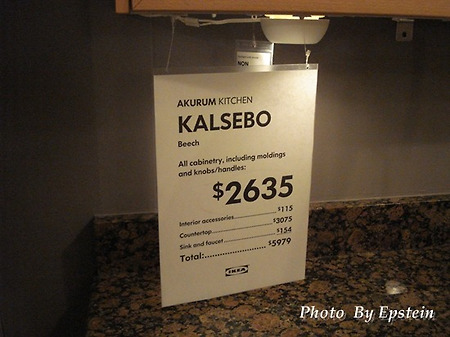 NON
AKURUM KITCHEN
KALSEBO
Beech
All cabinetry, including moldings
and knobs/handles:
$2635
Interior accessories....................$115
Countertop..............................$3075
Sink and faucet.........................$154
Total:........................$5979
IKEA
Photo By Epstein